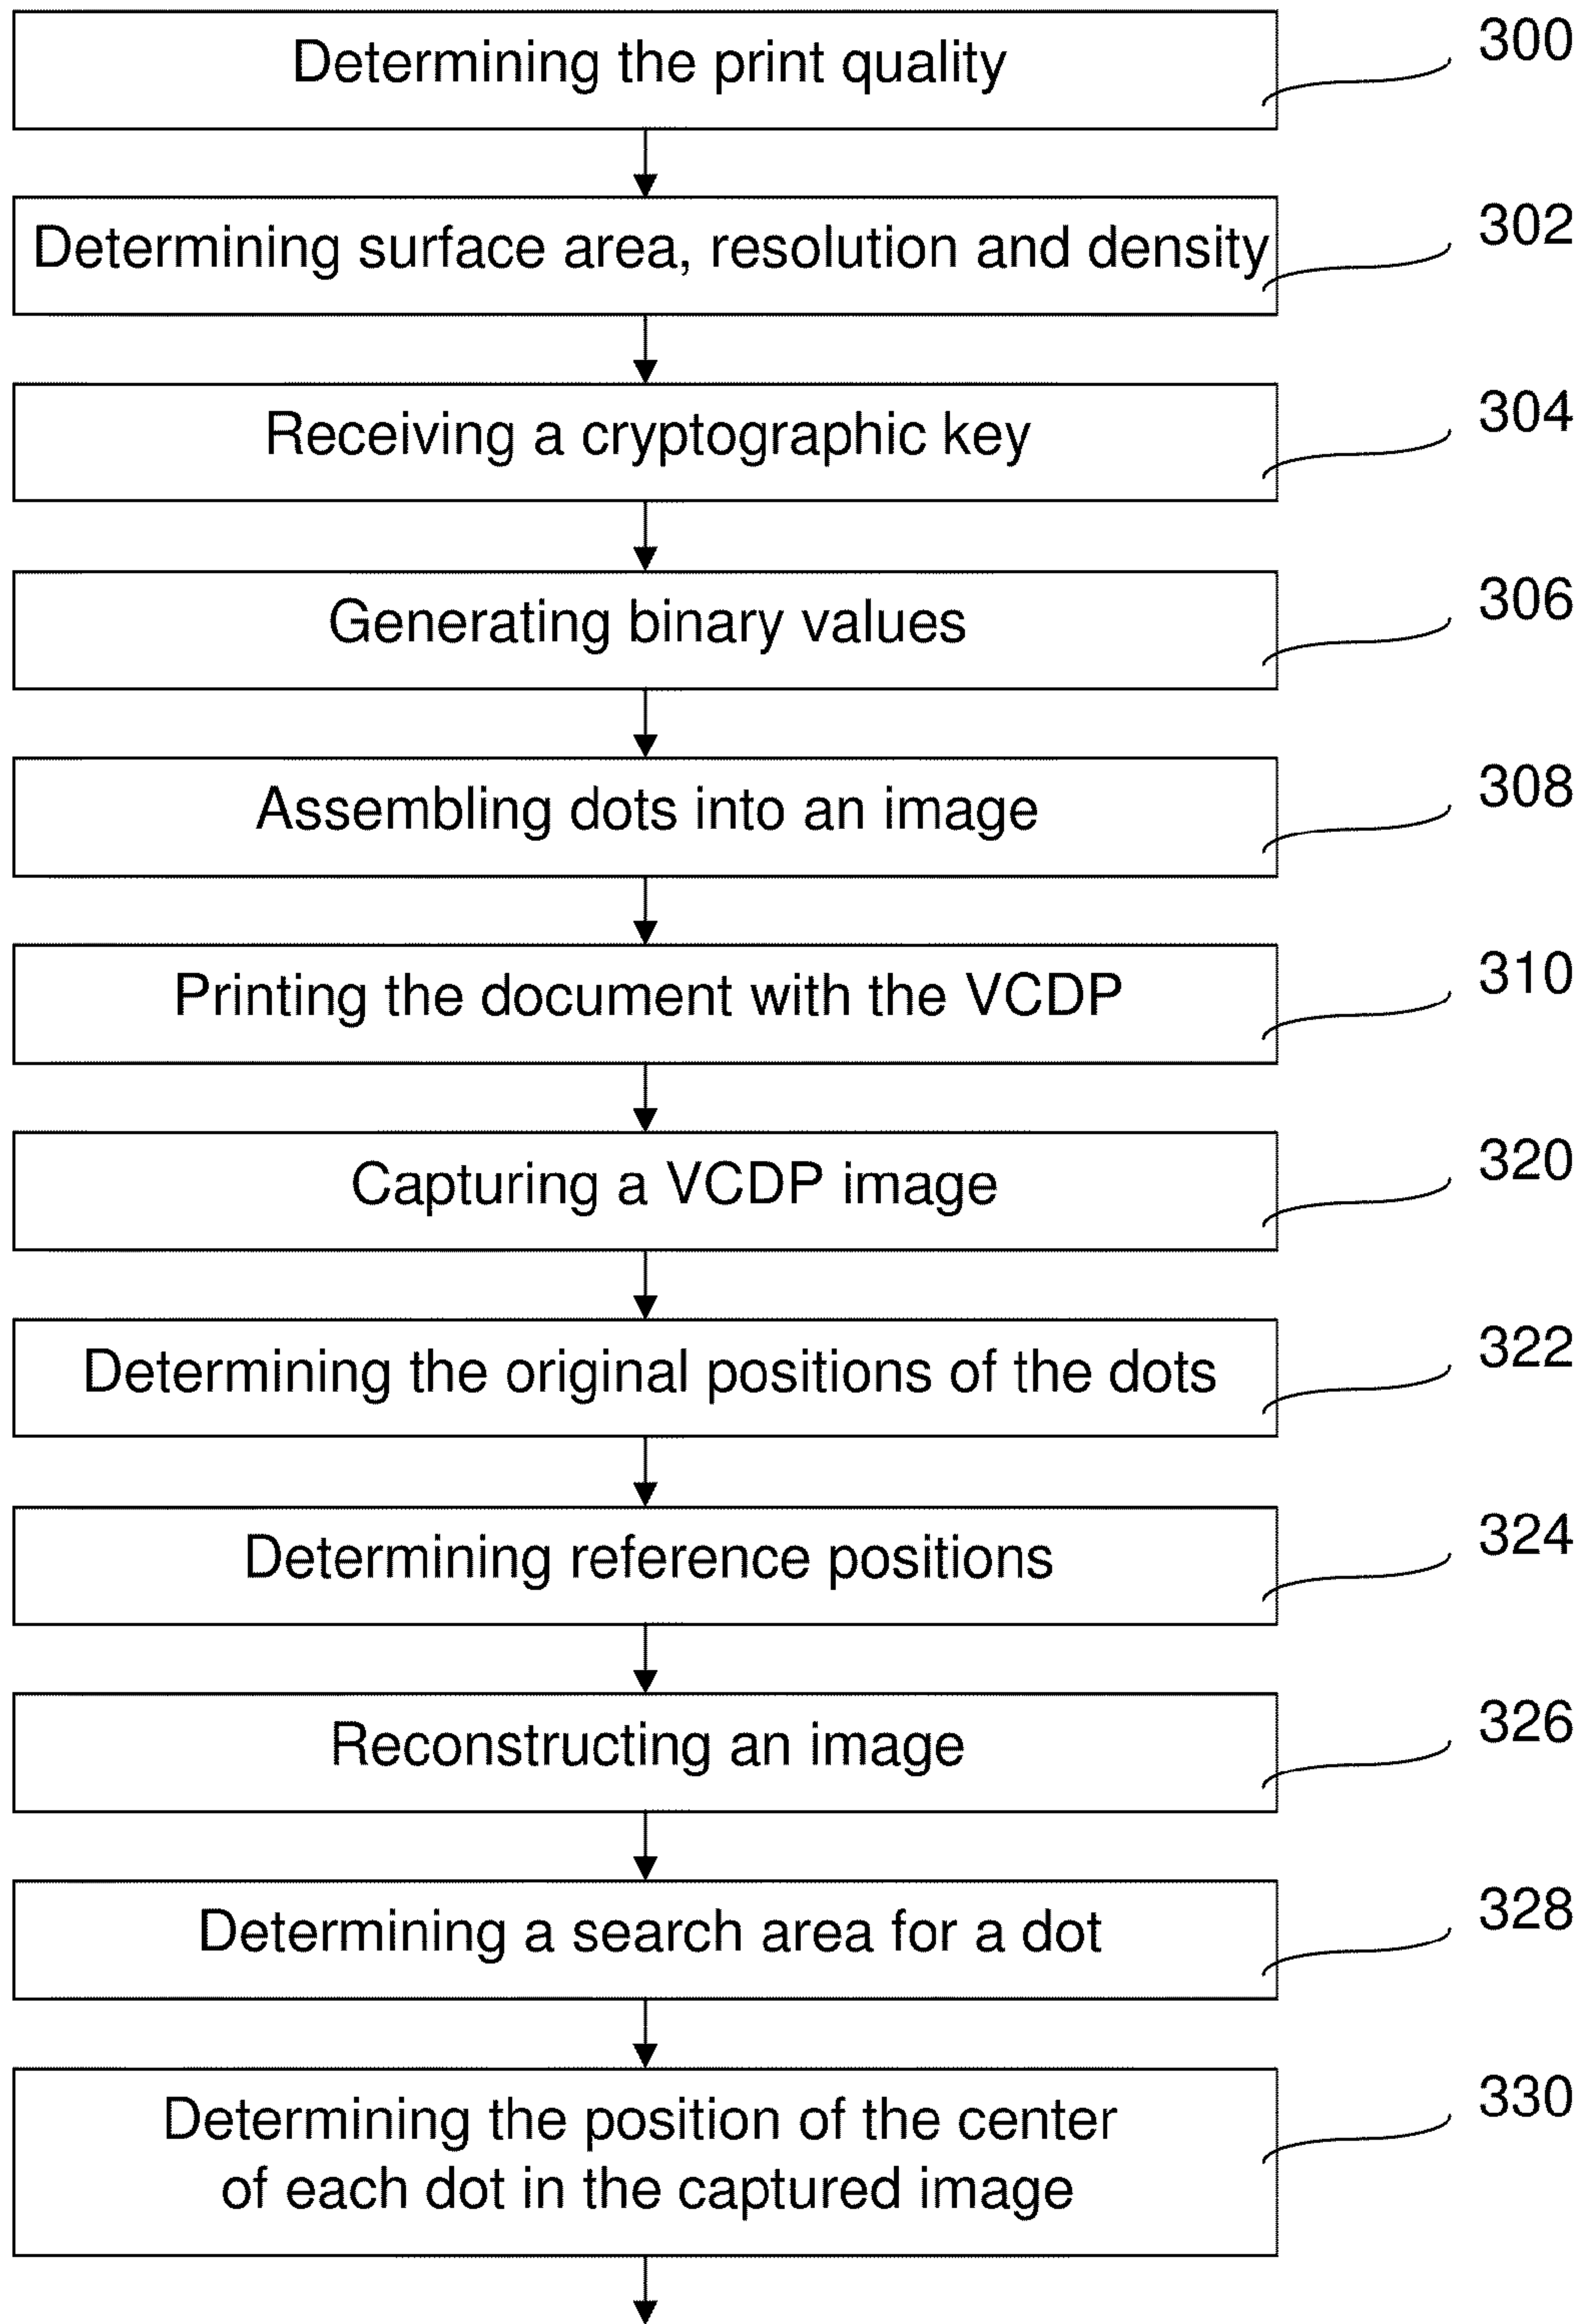 Determining the print quality 300
Determining surface area, resolution and density 302
Receiving a cryptographic key 304
Generating binary values 306
Assembling dots into an image 308
Printing the document with the VCDP 310
Capturing a VCDP image 320
Determining the original positions of the dots 322
Determining reference positions 324
Reconstructing an image 326
Determining a search area for a dot 328
Determining the position of the center 330
of each dot in the captured image